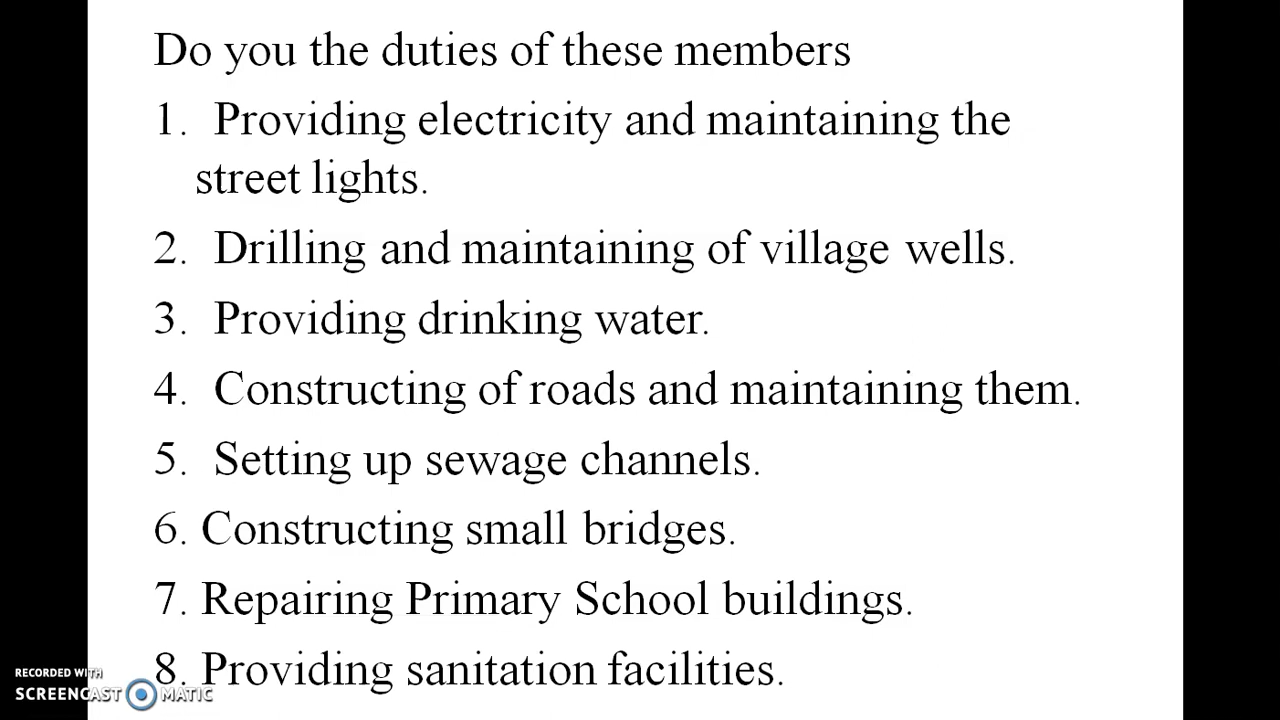 Do you the duties of these members
1. Providing electricity and maintaining the
street lights.
2. Drilling and maintaining of village wells.
3. Providing drinking water.
4. Constructing of roads and maintaining them.
5. Setting up sewage channels.
6. Constructing small bridges.
7. Repairing Primary School buildings.
8. Providing sanitation facilities.
RECORDED WITH
SCREENCAST MATIC